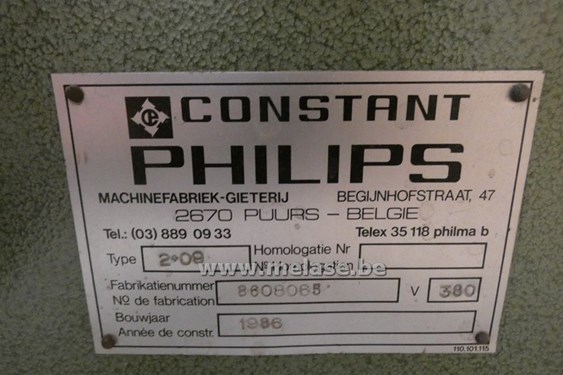 CONSTANT
PHILIPS
MACHINEFABRIEK-GIETERIJ BEGIJNHOFSTRAAT, 47
2670 PUURS - BELGIE
Tel.: (03) 889 09 33 Telex 35 118 philma b
Type 2·09 Homologatie Nr
www.finelease.be
Fabrikatienummer 8608065 V 380
Nº de fabrication
Bouwjaar 1986
Année de constr.
110.101.115